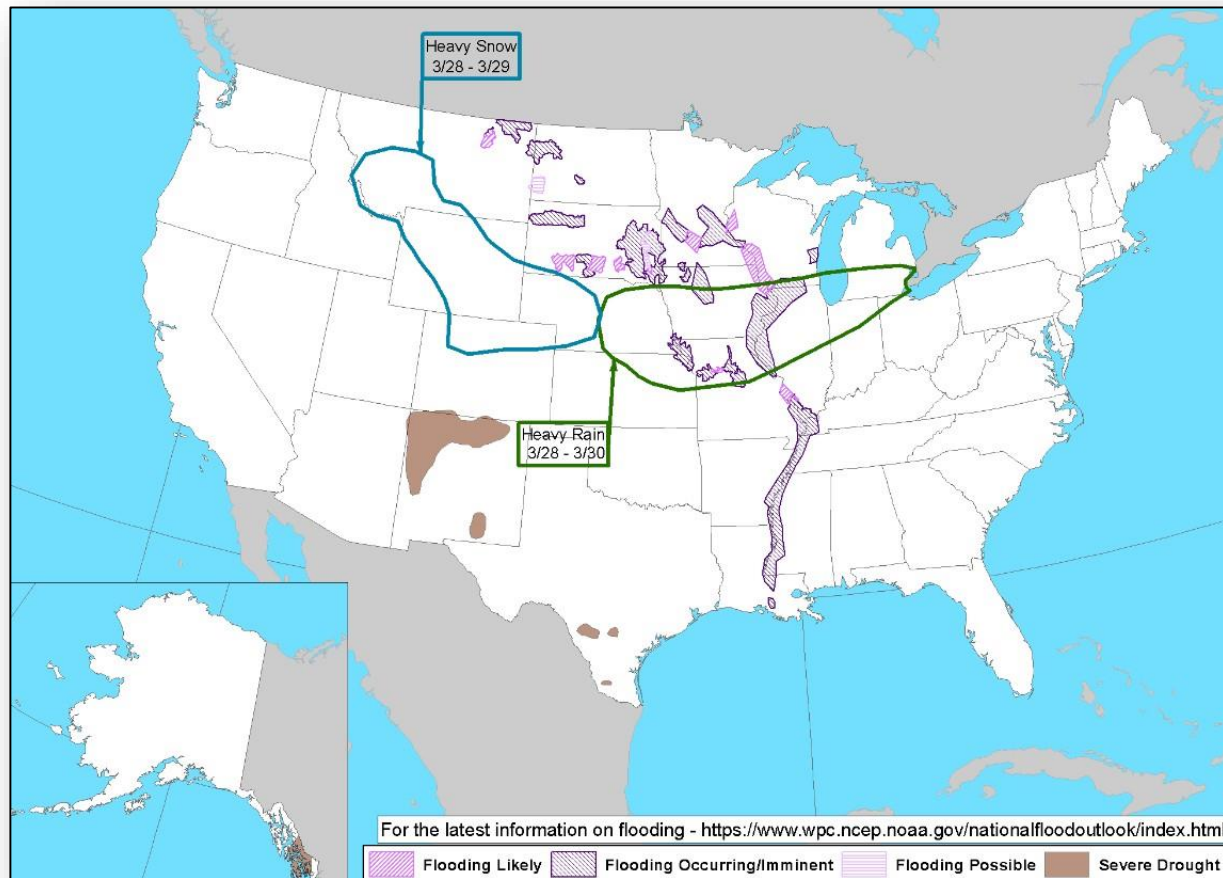 Heavy Snow
3/28 - 3/29
Heavy Rain
3/28 - 3/30
For the latest information on flooding - https://www.wpc.ncep.noaa.gov/nationalfloodoutlook/index.html
Flooding Likely
Flooding Occurring/Imminent
Flooding Possible
Severe Drought